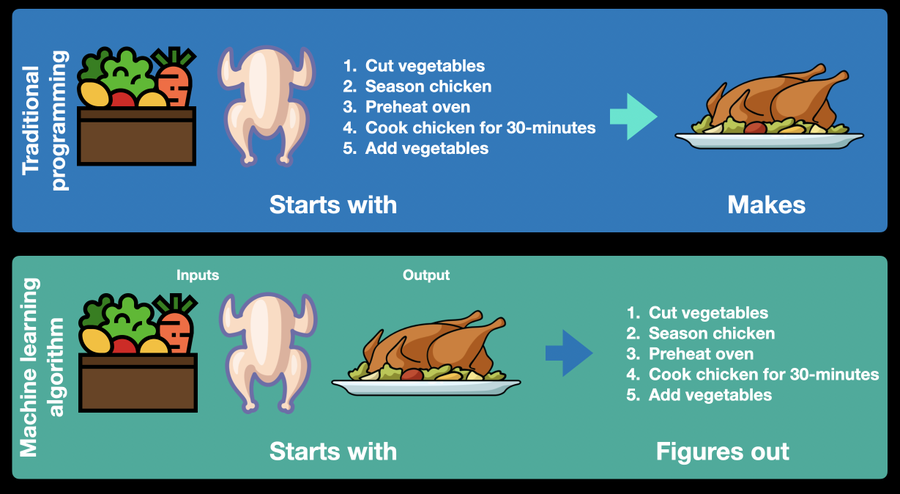 Traditional
programming
1. Cut vegetables
2. Season chicken
3. Preheat oven
4. Cook chicken for 30-minutes
5. Add vegetables
Starts with
Makes
Machine learning
algorithm
Inputs
Output
1. Cut vegetables
2. Season chicken
3. Preheat oven
4. Cook chicken for 30-minutes
5. Add vegetables
Starts with
Figures out